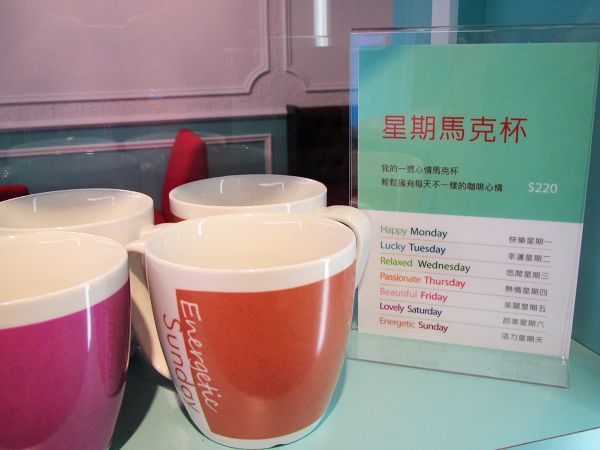 星期馬克杯
我的一週心情馬克杯
輕鬆擁有每天不一樣的咖啡心情 $220
Happy Monday 快樂星期一
Lucky Tuesday 幸運星期二
Relaxed Wednesday 悠閒星期三
Passionate Thursday 熱情星期四
Beautiful Friday 美麗星期五
Lovely Saturday 甜美星期六
Energetic Sunday 活力星期天
Energetic
Sunday